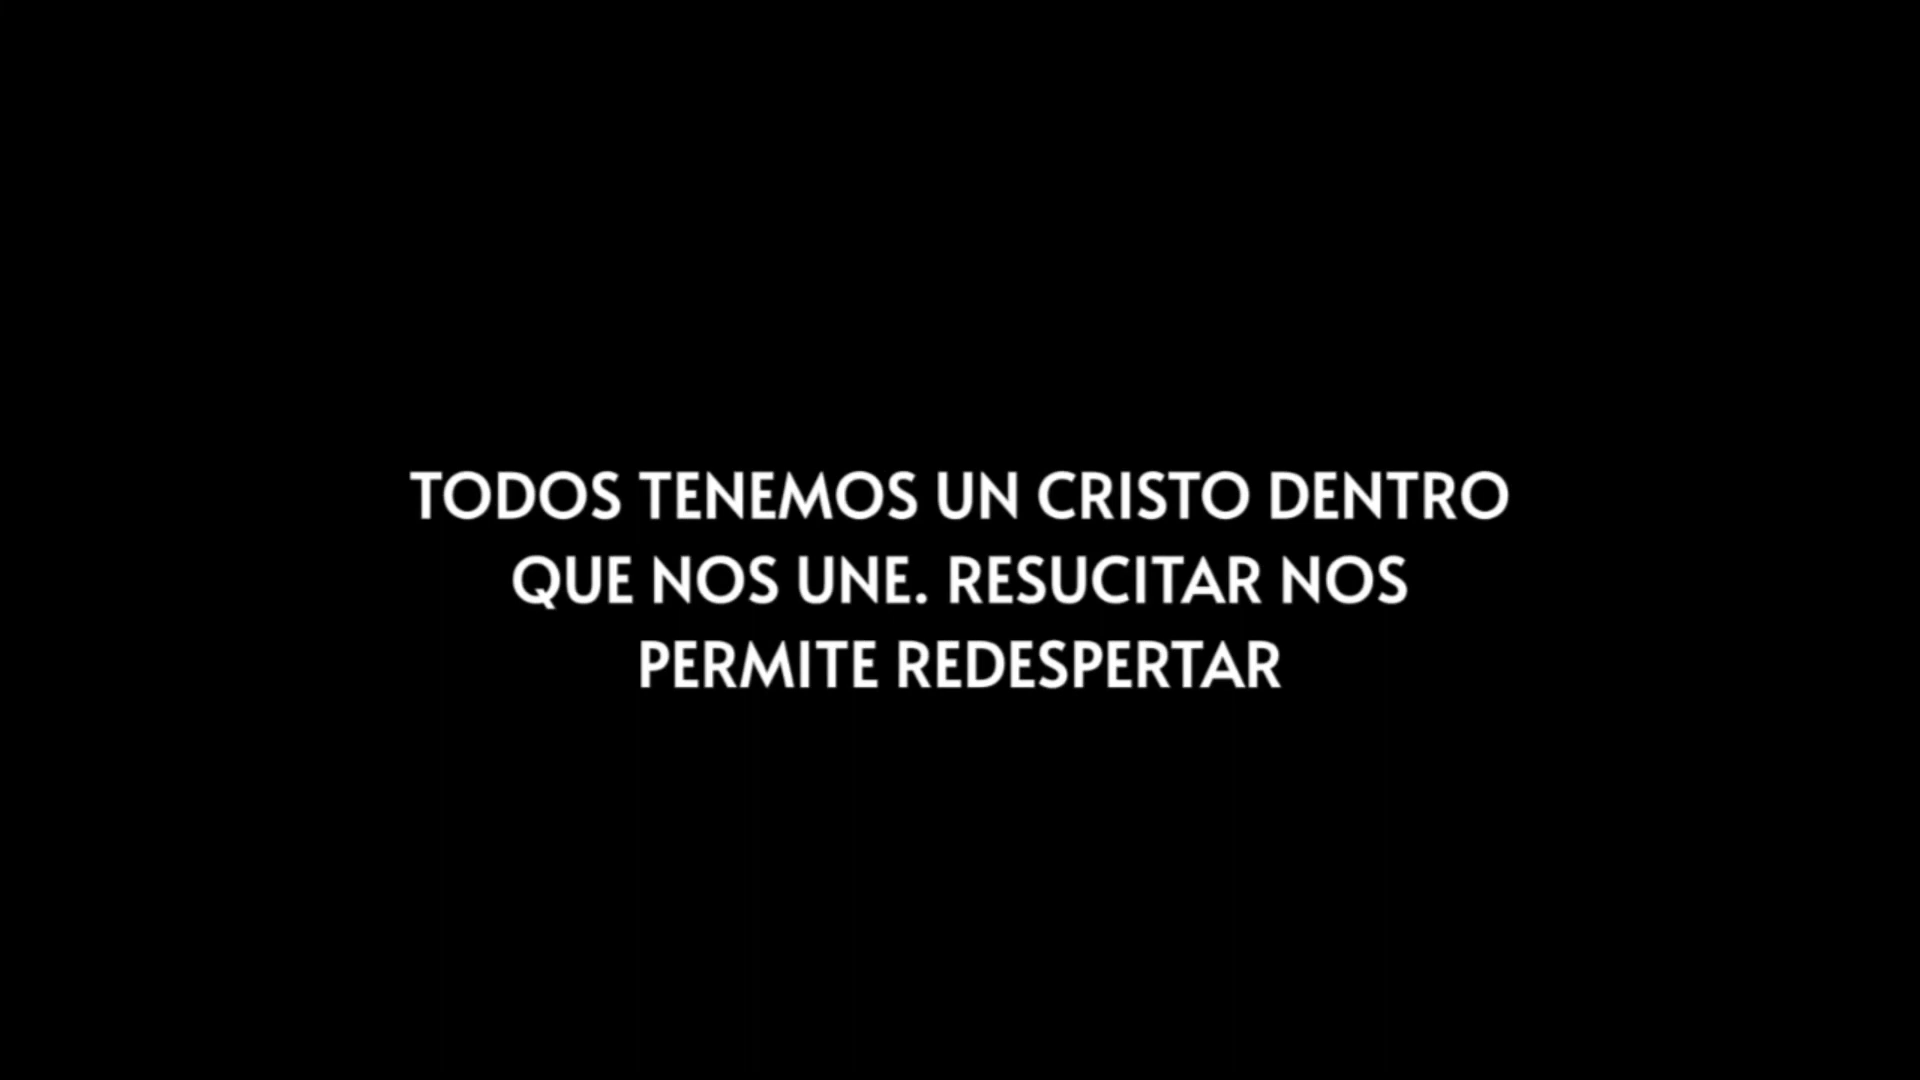 TODOS TENEMOS UN CRISTO DENTRO
QUE NOS UNE. RESUCITAR NOS
PERMITE REDESPERTAR